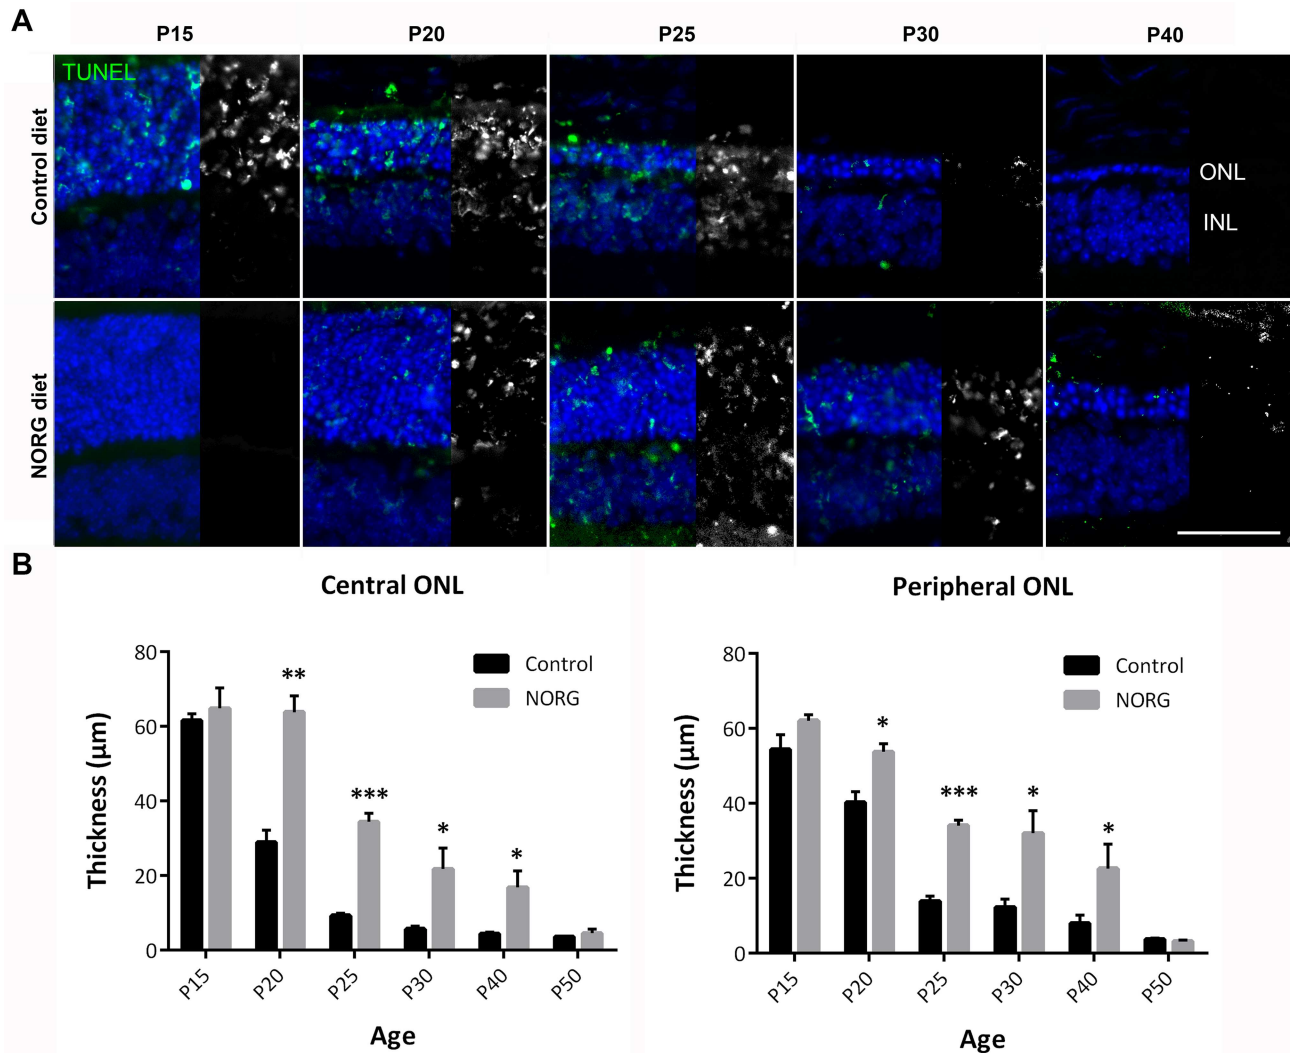 A
P15 P20 P25 P30 P40
Control diet
TUNEL
ONL
INL
NORG diet
B
Central ONL
Thickness (µm)
80
60
40
20
0
Control
NORG
**
***
*
*
P15 P20 P25 P30 P40 P50
Age
Peripheral ONL
Thickness (µm)
80
60
40
20
0
Control
NORG
*
***
*
*
P15 P20 P25 P30 P40 P50
Age